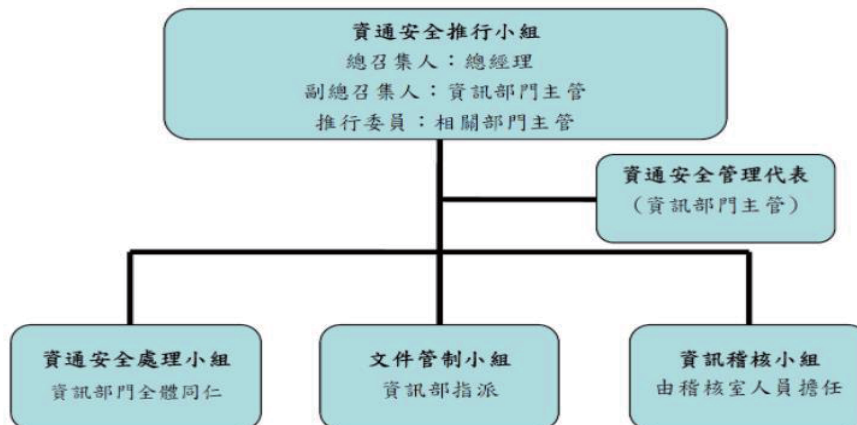 資通安全推行小組
總召集人：總經理
副總召集人：資訊部門主管
推行委員：相關部門主管
資通安全管理代表
（資訊部門主管）
資通安全處理小組
資訊部門全體同仁
文件管制小組
資訊部指派
資訊稽核小組
由稽核室人員擔任